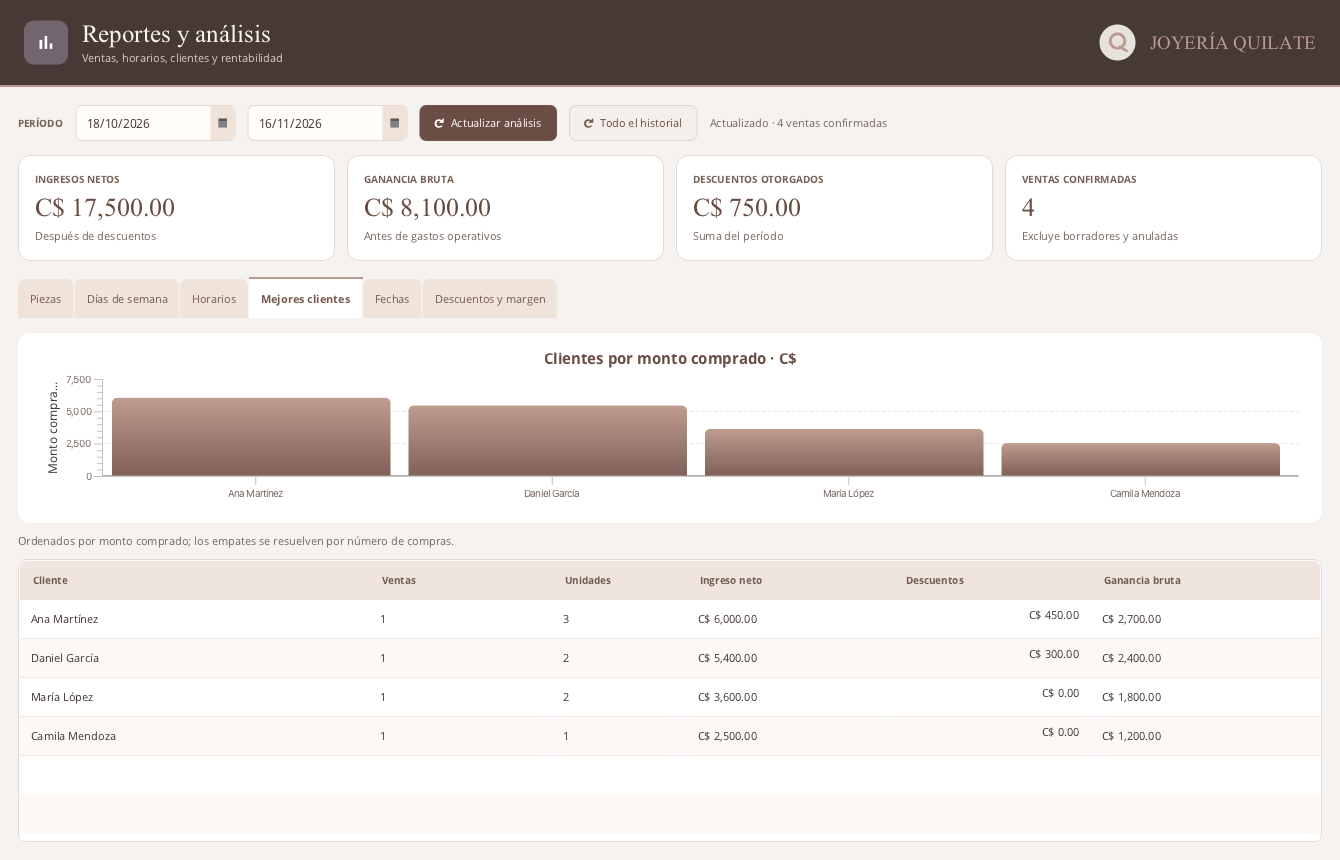 Reportes y análisis
Ventas, horarios, clientes y rentabilidad
JOYERÍA QUILATE
PERÍODO 18/10/2026 16/11/2026 Actualizar análisis Todo el historial Actualizado · 4 ventas confirmadas
INGRESOS NETOS
C$ 17,500.00
Después de descuentos
GANANCIA BRUTA
C$ 8,100.00
Antes de gastos operativos
DESCUENTOS OTORGADOS
C$ 750.00
Suma del período
VENTAS CONFIRMADAS
4
Excluye borradores y anuladas
Piezas Días de semana Horarios Mejores clientes Fechas Descuentos y margen
Clientes por monto comprado · C$
Monto compra...
7,500
5,000
2,500
0
Ana Martínez Daniel García María López Camila Mendoza
Ordenados por monto comprado; los empates se resuelven por número de compras.
Cliente Ventas Unidades Ingreso neto Descuentos Ganancia bruta
Ana Martínez 1 3 C$ 6,000.00 C$ 450.00 C$ 2,700.00
Daniel García 1 2 C$ 5,400.00 C$ 300.00 C$ 2,400.00
María López 1 2 C$ 3,600.00 C$ 0.00 C$ 1,800.00
Camila Mendoza 1 1 C$ 2,500.00 C$ 0.00 C$ 1,200.00